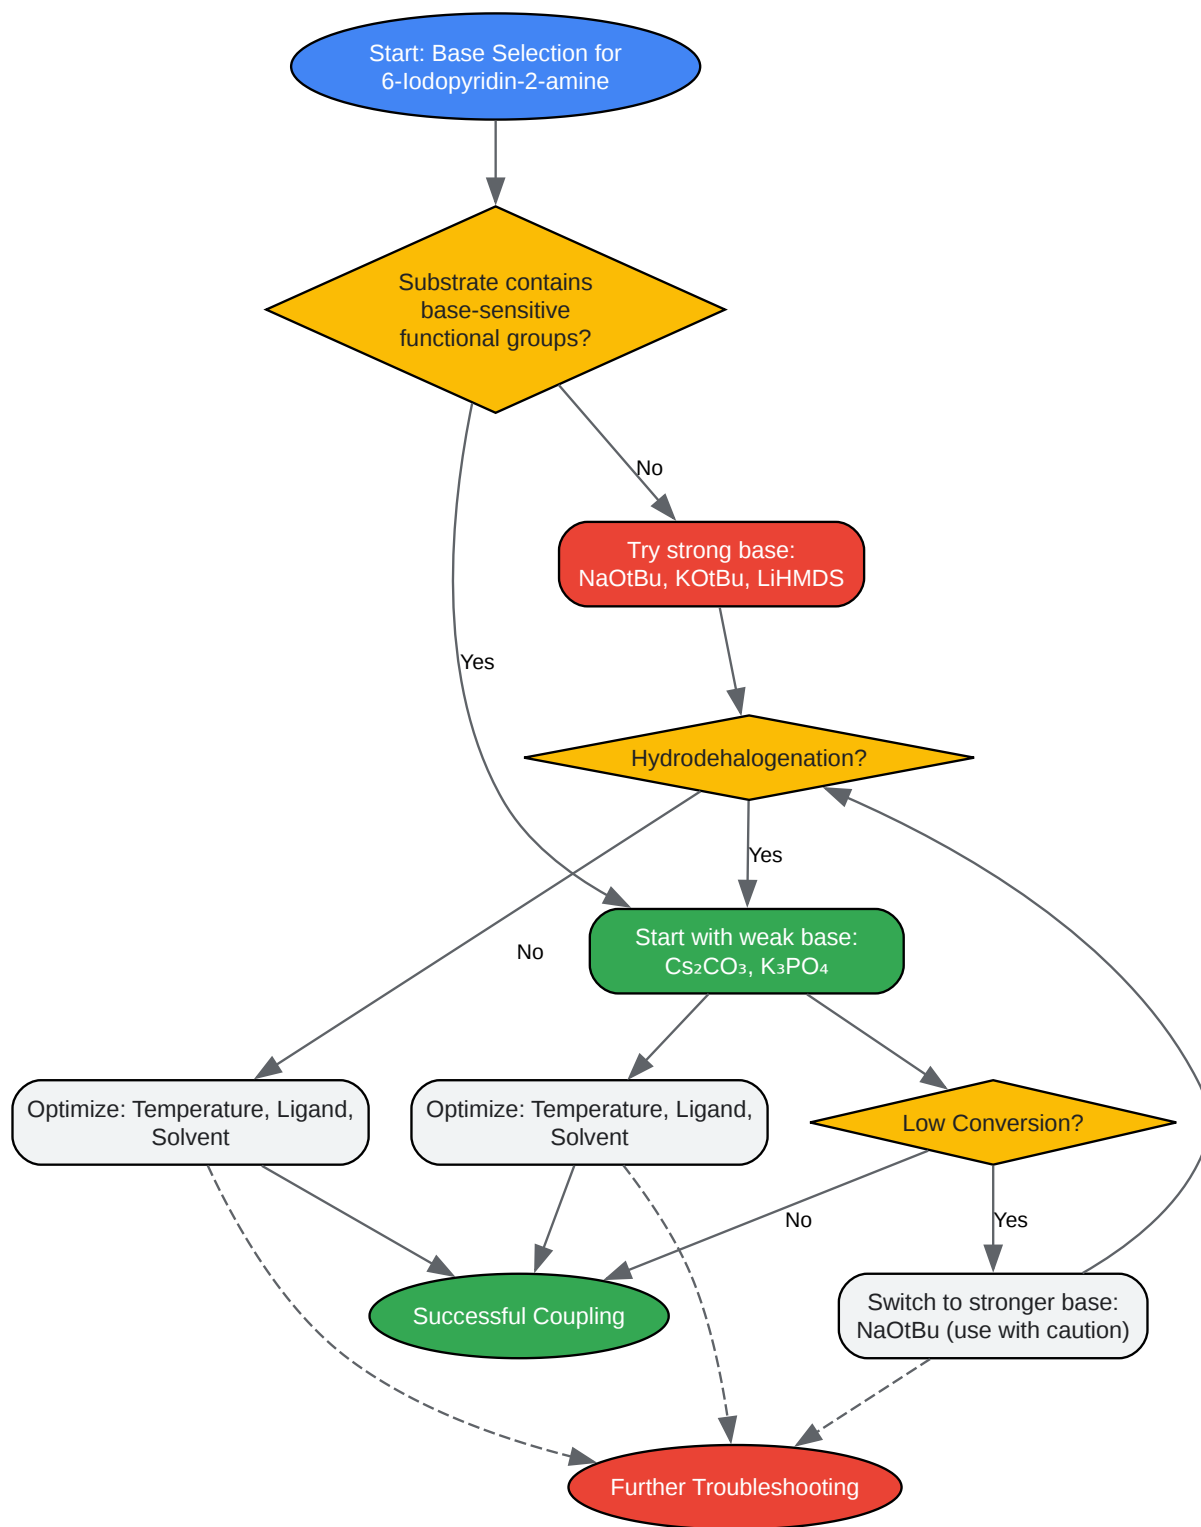 Start: Base Selection for
6-Iodopyridin-2-amine
Substrate contains
base-sensitive
functional groups?
No
Try strong base:
NaOtBu, KOtBu, LiHMDS
Yes
Hydrodehalogenation?
Yes
No
Start with weak base:
Cs₂CO₃, K₃PO₄
Optimize: Temperature, Ligand,
Solvent
Optimize: Temperature, Ligand,
Solvent
Low Conversion?
No
Yes
Successful Coupling
Switch to stronger base:
NaOtBu (use with caution)
Further Troubleshooting